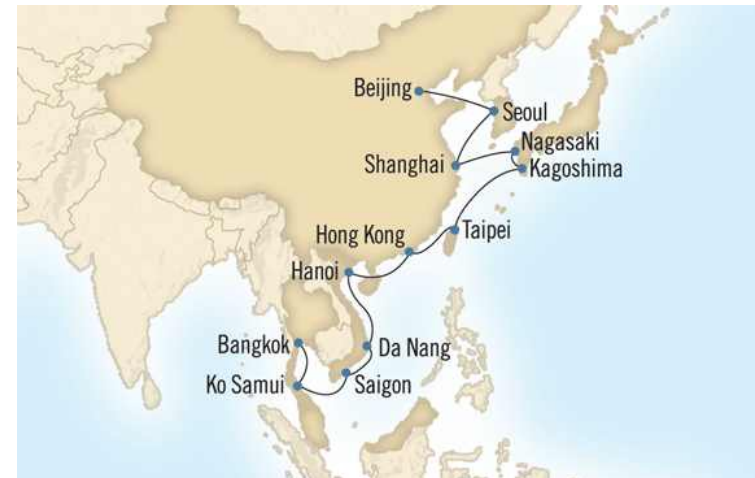 Beijing
Seoul
Nagasaki
Shanghai
Kagoshima
Hong Kong
Taipei
Hanoi
Bangkok
Da Nang
Ko Samui
Saigon